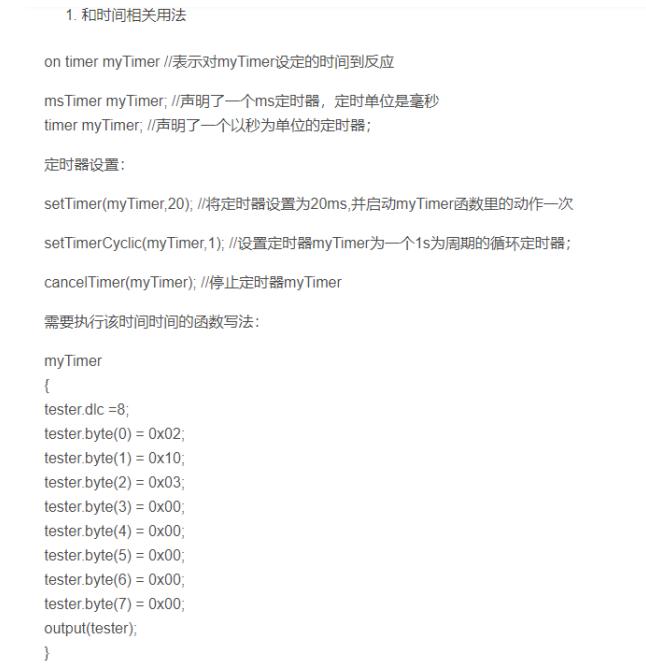 1. 和时间相关用法
on timer myTimer //表示对myTimer设定的时间到反应
msTimer myTimer; //声明了一个ms定时器，定时单位是毫秒
timer myTimer; //声明了一个以秒为单位的定时器；
定时器设置：
setTimer(myTimer,20); //将定时器设置为20ms,并启动myTimer函数里的动作一次
setTimerCyclic(myTimer,1); //设置定时器myTimer为一个1s为周期的循环定时器；
cancelTimer(myTimer); //停止定时器myTimer
需要执行该时间时间的函数写法：
myTimer
{
tester.dlc =8;
tester.byte(0) = 0x02;
tester.byte(1) = 0x10;
tester.byte(2) = 0x03;
tester.byte(3) = 0x00;
tester.byte(4) = 0x00;
tester.byte(5) = 0x00;
tester.byte(6) = 0x00;
tester.byte(7) = 0x00;
output(tester);
}